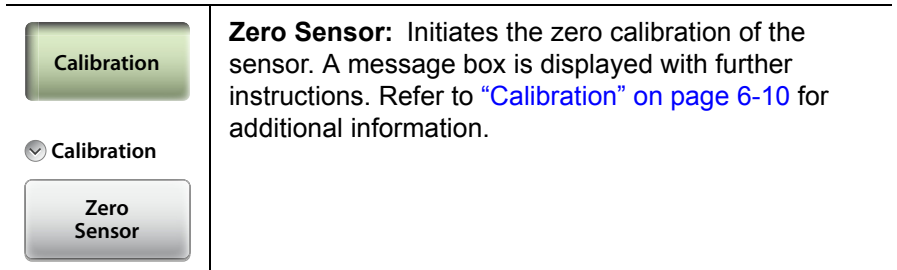 Calibration
Calibration
Zero
Sensor
Zero Sensor: Initiates the zero calibration of the
sensor. A message box is displayed with further
instructions. Refer to “Calibration” on page 6-10 for
additional information.